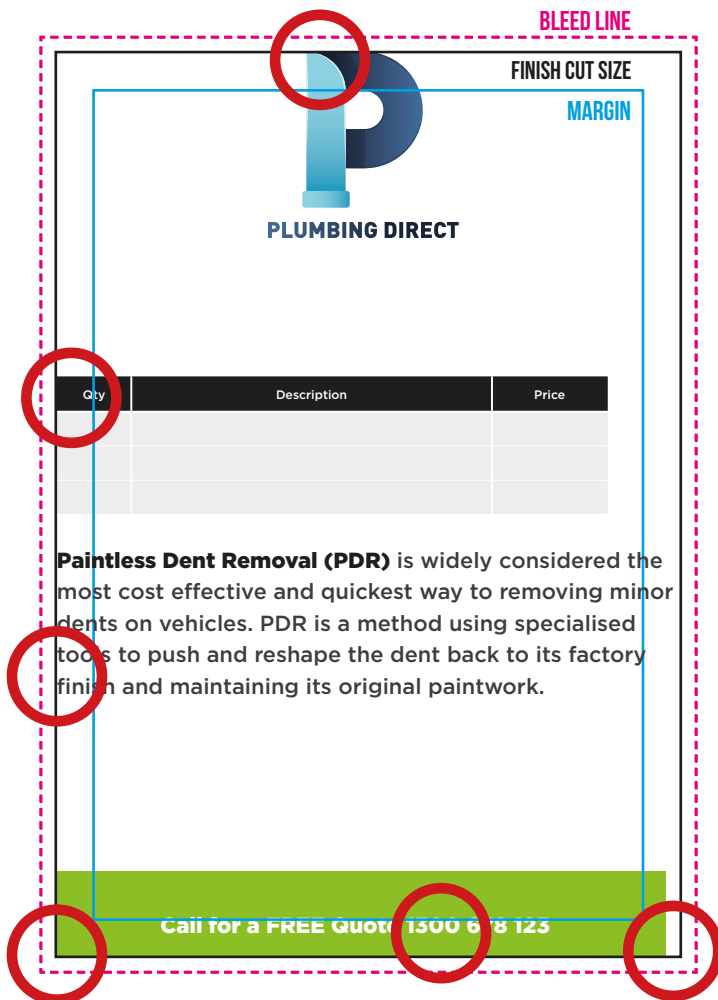 BLEED LINE
FINISH CUT SIZE
MARGIN
PLUMBING DIRECT
Qty Description Price
Paintless Dent Removal (PDR) is widely considered the
most cost effective and quickest way to removing minor
dents on vehicles. PDR is a method using specialised
tools to push and reshape the dent back to its factory
finish and maintaining its original paintwork.
Call for a FREE Quote 1300 678 123